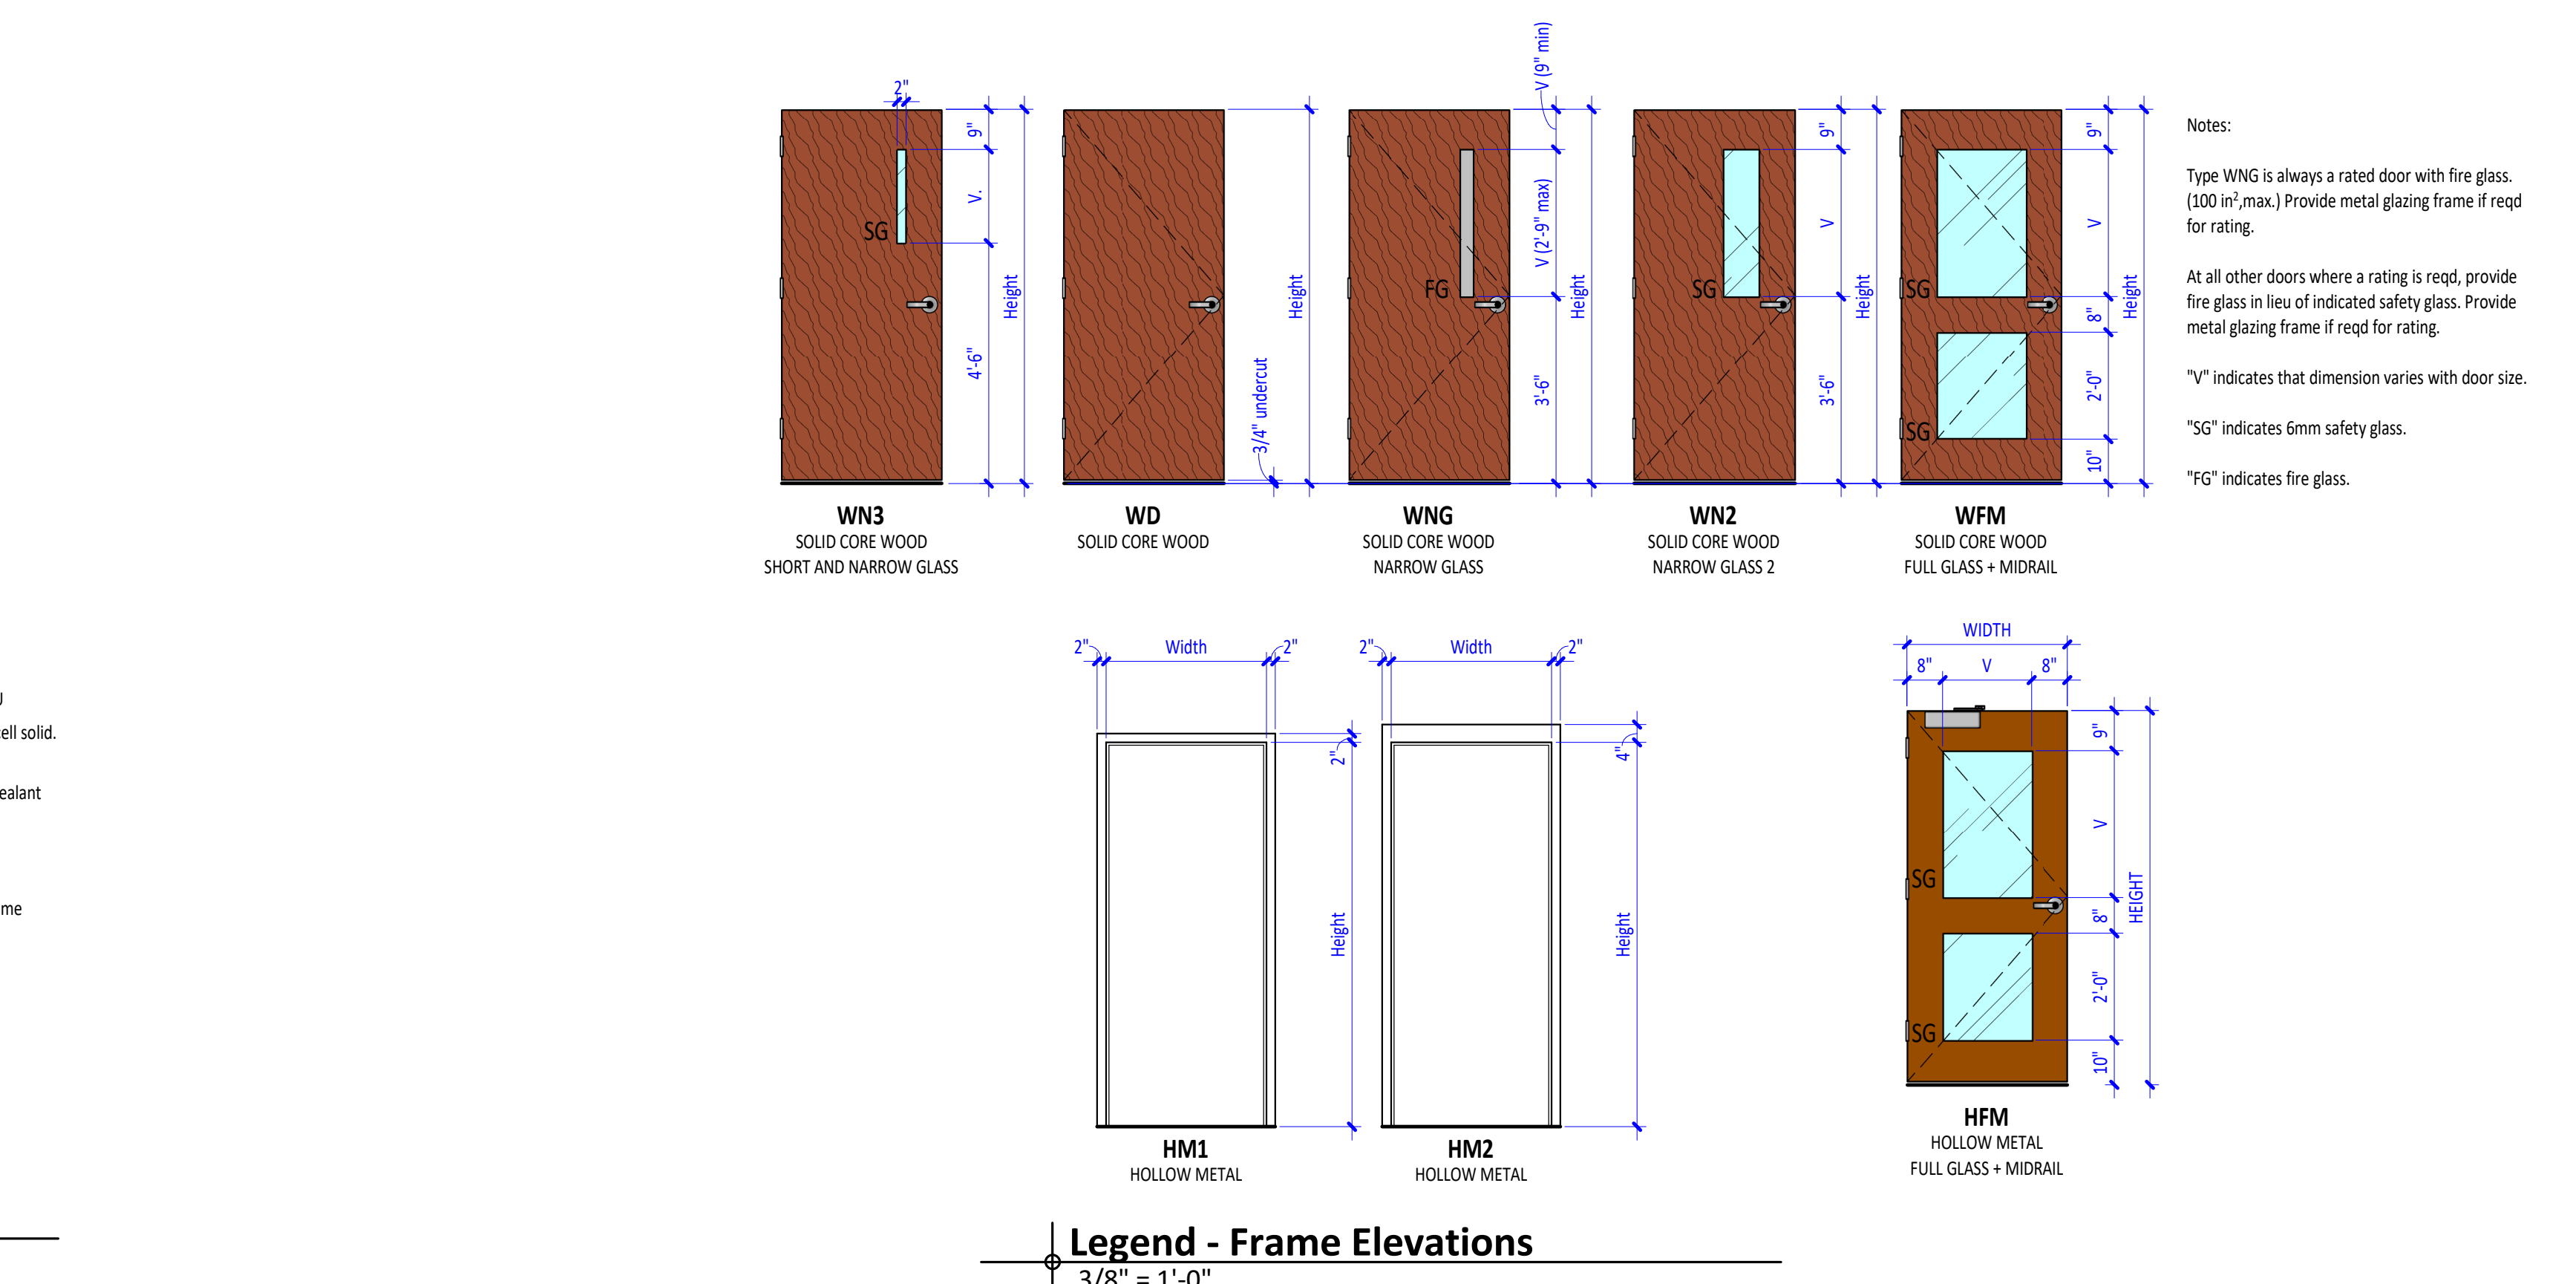 2"
9"
V.
4'-6"
Height
SG
WN3
SOLID CORE WOOD
SHORT AND NARROW GLASS
Height
3/4" undercut
WD
SOLID CORE WOOD
V (9" min)
V (2'-9" max)
3'-6"
Height
FG
WNG
SOLID CORE WOOD
NARROW GLASS
9"
V
3'-6"
Height
SG
WN2
SOLID CORE WOOD
NARROW GLASS 2
9"
V
8"
2'-0"
10"
Height
SG
SG
WFM
SOLID CORE WOOD
FULL GLASS + MIDRAIL
Notes:
Type WNG is always a rated door with fire glass.
(100 in²,max.) Provide metal glazing frame if reqd
for rating.
At all other doors where a rating is reqd, provide
fire glass in lieu of indicated safety glass. Provide
metal glazing frame if reqd for rating.
"V" indicates that dimension varies with door size.
"SG" indicates 6mm safety glass.
"FG" indicates fire glass.
ell solid.
ealant
me
2" Width 2"
2"
Height
HM1
HOLLOW METAL
2" Width 2"
4"
Height
HM2
HOLLOW METAL
WIDTH
8" V 8"
9"
V
8"
2'-0"
10"
HEIGHT
SG
SG
HFM
HOLLOW METAL
FULL GLASS + MIDRAIL
Legend - Frame Elevations
3/8" = 1'-0"